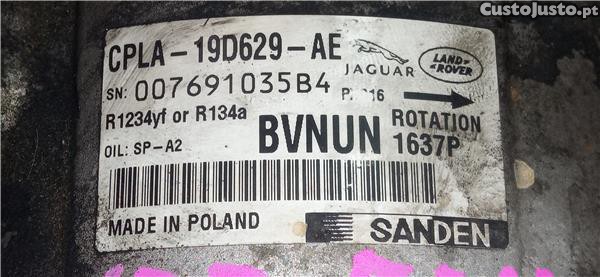 CustoJusto.pt
CPLA-19D629-AE
JAGUAR
LAND ROVER
SN: 007691035B4
R1234yf or R134a
BVNUN
ROTATION
1637P
OIL: SP-A2
MADE IN POLAND
SANDEN